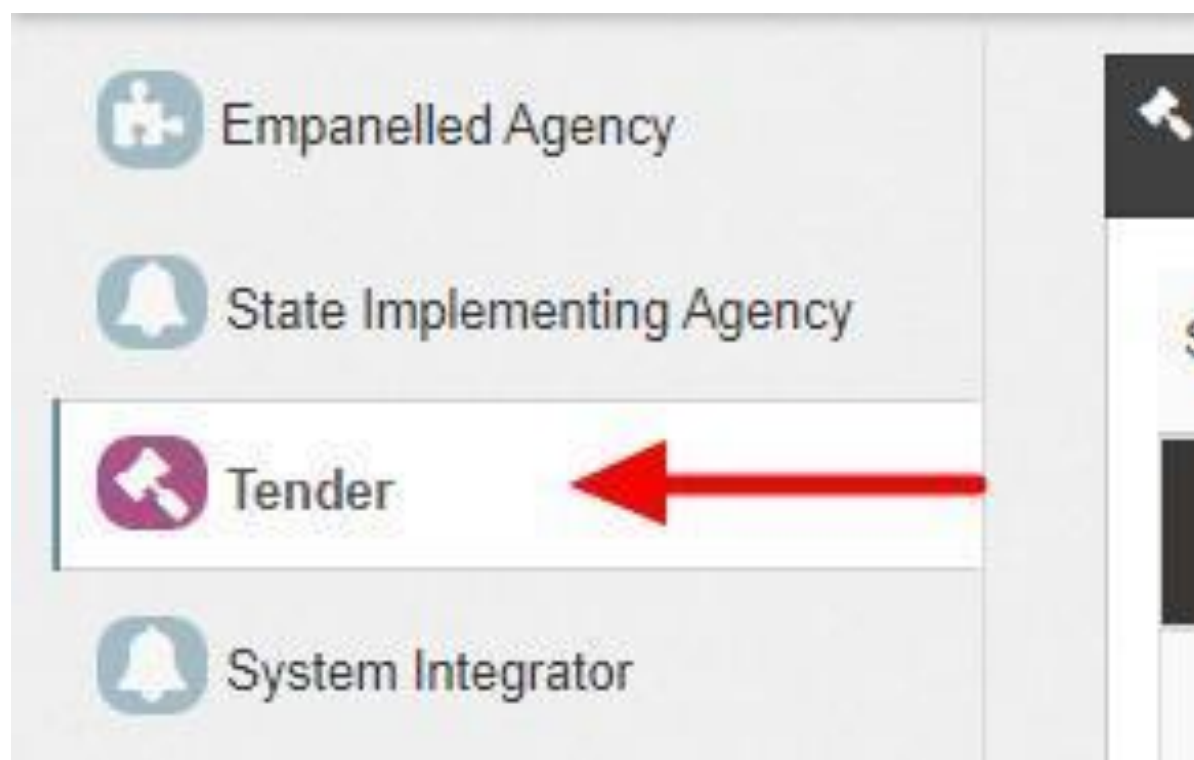 Empanelled Agency
State Implementing Agency
Tender
System Integrator